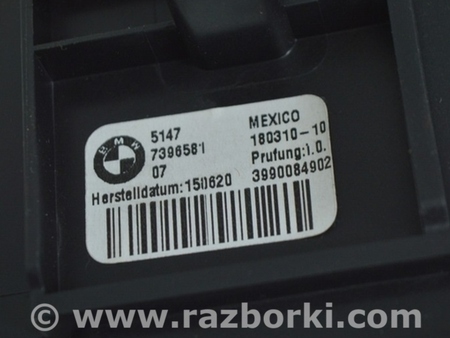 BMW
5147
7396581
07
Herstelldatum:150620
MEXICO
180310-10
Prufung:i.O.
3990084902
© www.razborki.com